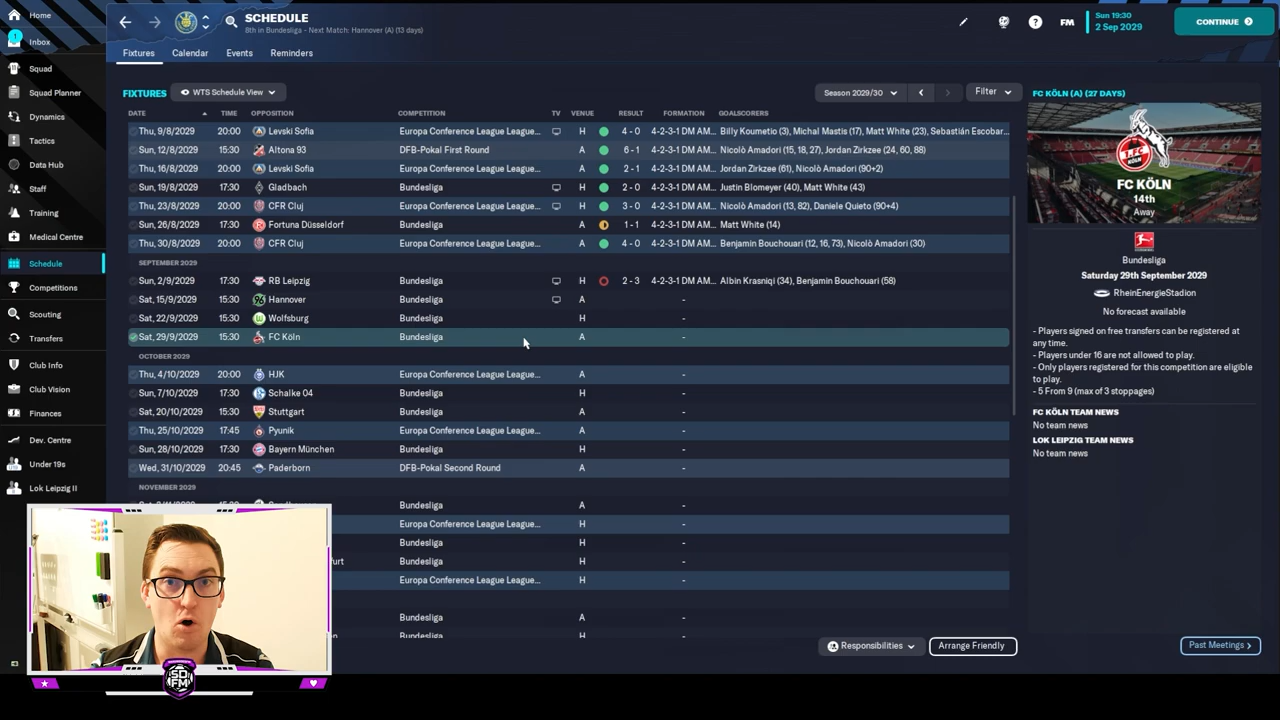 Home
Inbox
1
Squad
Squad Planner
Dynamics
Tactics
Data Hub
Staff
Training
Medical Centre
Schedule
Competitions
Scouting
Transfers
Club Info
Club Vision
Finances
Dev. Centre
Under 19s
Lok Leipzig II
SCHEDULE
8th in Bundesliga - Next Match: Hannover (A) (13 days)
FM
Sun 19:30
2 Sep 2029
CONTINUE
Fixtures Calendar Events Reminders
FIXTURES WTS Schedule View Season 2029/30 Filter
DATE TIME OPPOSITION COMPETITION TV VENUE RESULT FORMATION GOALSCORERS
Thu, 9/8/2029 20:00 Levski Sofia Europa Conference League League... H 4 - 0 4-2-3-1 DM AM... Billy Koumetio (3), Michal Mastis (17), Matt White (23), Sebastián Escobar...
Sun, 12/8/2029 15:30 Altona 93 DFB-Pokal First Round A 6 - 1 4-2-3-1 DM AM... Nicolò Amadori (15, 18, 27), Jordan Zirkzee (24, 60, 88)
Thu, 16/8/2029 20:00 Levski Sofia Europa Conference League League... A 2 - 1 4-2-3-1 DM AM... Jordan Zirkzee (61), Nicolò Amadori (90+2)
Sun, 19/8/2029 17:30 Gladbach Bundesliga H 2 - 0 4-2-3-1 DM AM... Justin Blomeyer (40), Matt White (43)
Thu, 23/8/2029 20:00 CFR Cluj Europa Conference League League... H 3 - 0 4-2-3-1 DM AM... Nicolò Amadori (13, 82), Daniele Quieto (90+4)
Sun, 26/8/2029 17:30 Fortuna Düsseldorf Bundesliga A 1 - 1 4-2-3-1 DM AM... Matt White (14)
Thu, 30/8/2029 20:00 CFR Cluj Europa Conference League League... A 4 - 0 4-2-3-1 DM AM... Benjamin Bouchouari (12, 16, 73), Nicolò Amadori (30)
SEPTEMBER 2029
Sun, 2/9/2029 17:30 RB Leipzig Bundesliga H 2 - 3 4-2-3-1 DM AM... Albin Krasniqi (34), Benjamin Bouchouari (58)
Sat, 15/9/2029 15:30 Hannover Bundesliga A -
Sat, 22/9/2029 15:30 Wolfsburg Bundesliga H -
Sat, 29/9/2029 15:30 FC Köln Bundesliga A -
OCTOBER 2029
Thu, 4/10/2029 20:00 HJK Europa Conference League League... A -
Sun, 7/10/2029 17:30 Schalke 04 Bundesliga H -
Sat, 20/10/2029 15:30 Stuttgart Bundesliga A -
Thu, 25/10/2029 17:45 Pyunik Europa Conference League League... A -
Sun, 28/10/2029 17:30 Bayern München Bundesliga H -
Wed, 31/10/2029 20:45 Paderborn DFB-Pokal Second Round A -
NOVEMBER 2029
Bundesliga A -
Europa Conference League League... H -
Bundesliga H -
Bundesliga H -
Europa Conference League League... H -
Bundesliga A -
Bundesliga H -
Responsibilities Arrange Friendly
FC KÖLN (A) (27 DAYS)
1.FC KÖLN
FC KÖLN
14th
Away
Bundesliga
Saturday 29th September 2029
RheinEnergieStadion
No forecast available
- Players signed on free transfers can be registered at
any time.
- Players under 16 are not allowed to play.
- Only players registered for this competition are eligible
to play.
- 5 From 9 (max of 3 stoppages)
FC KÖLN TEAM NEWS
No team news
LOK LEIPZIG TEAM NEWS
No team news
Past Meetings
SDFM